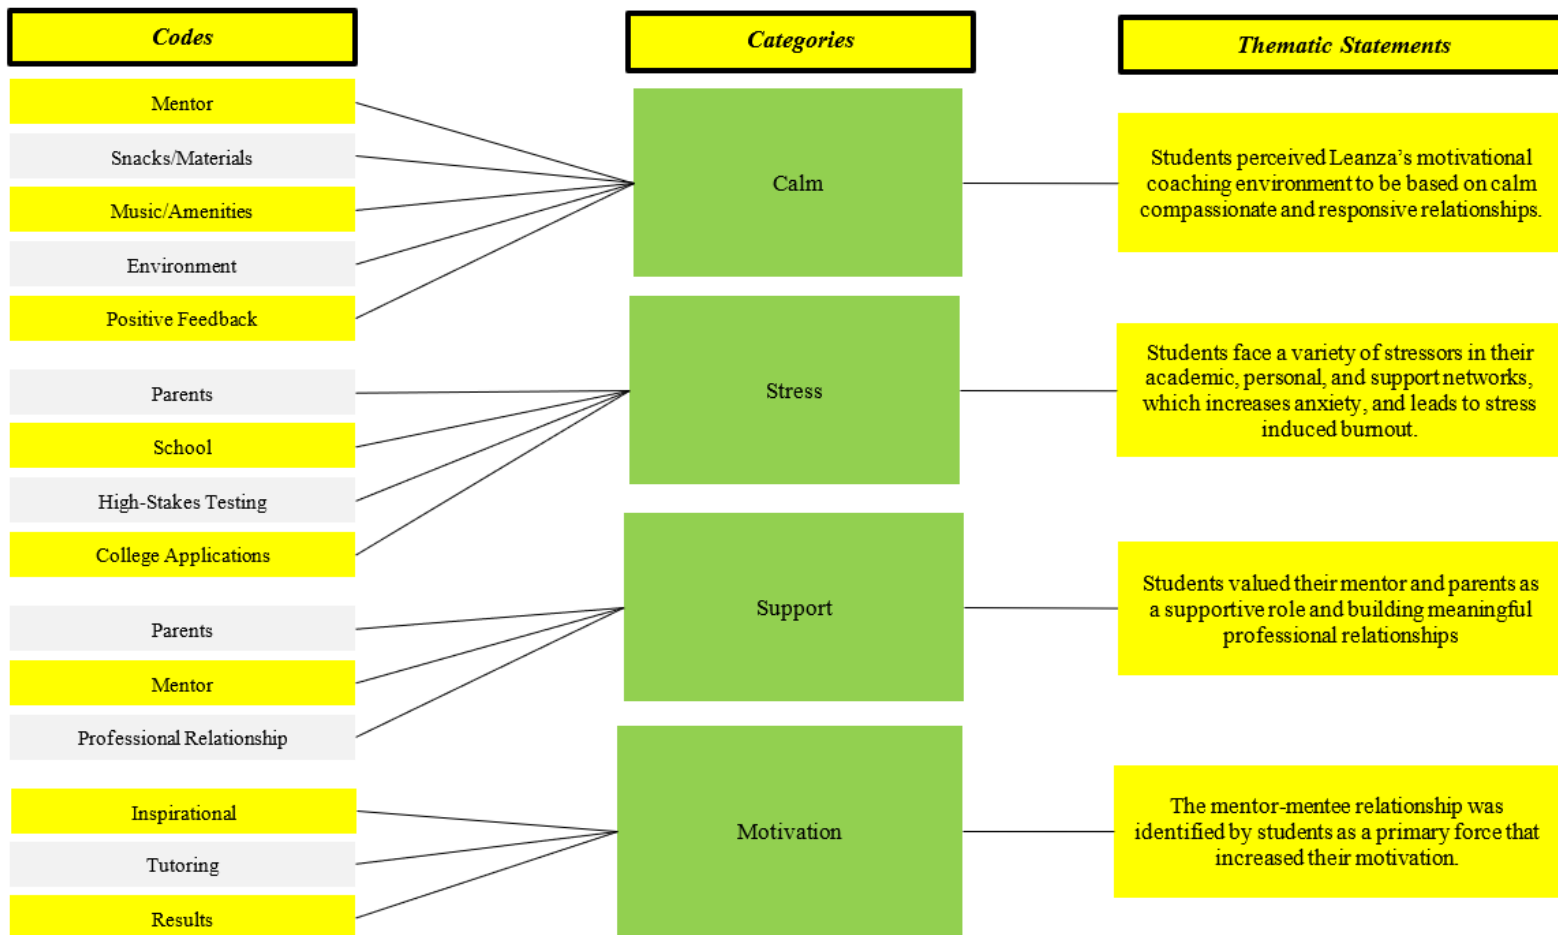 Codes
Categories
Thematic Statements
Mentor
Snacks/Materials
Music/Amenities
Environment
Positive Feedback
Calm
Students perceived Leanza’s motivational
coaching environment to be based on calm
compassionate and responsive relationships.
Parents
School
High-Stakes Testing
College Applications
Stress
Students face a variety of stressors in their
academic, personal, and support networks,
which increases anxiety, and leads to stress
induced burnout.
Parents
Mentor
Professional Relationship
Support
Students valued their mentor and parents as
a supportive role and building meaningful
professional relationships
Inspirational
Tutoring
Results
Motivation
The mentor-mentee relationship was
identified by students as a primary force that
increased their motivation.